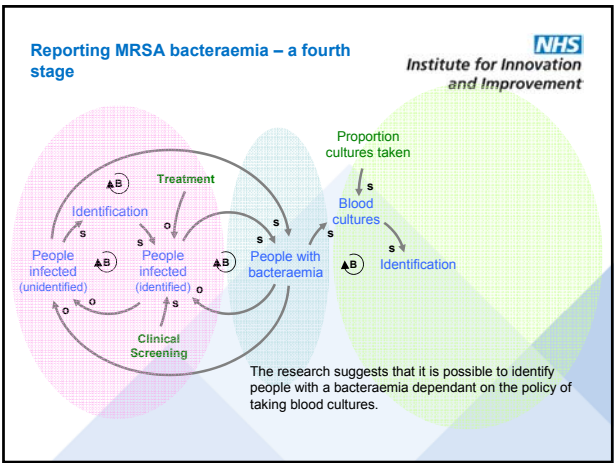 Reporting MRSA bacteraemia – a fourth
stage
NHS
Institute for Innovation
and Improvement
Proportion
cultures taken
B
Treatment
s
Identification
Blood
cultures
s
o
s
s
s
s
s
People
infected
(unidentified)
B
People
infected
(identified)
B
People with
bacteraemia
B
Identification
o
o
s
o
Clinical
Screening
The research suggests that it is possible to identify
people with a bacteraemia dependant on the policy of
taking blood cultures.